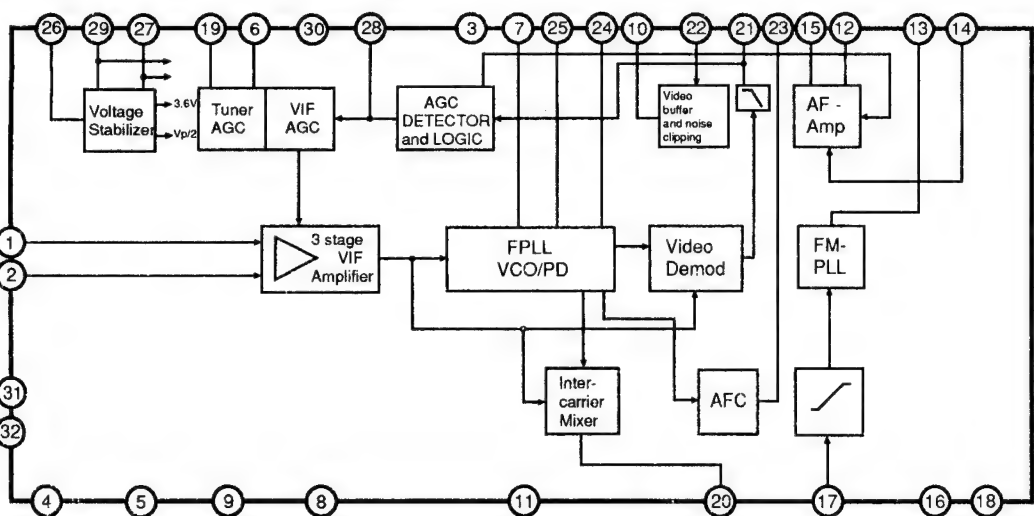 26 29 27 19 6 30 28 3 7 25 24 10 22 21 23 15 12 13 14
Voltage
Stabilizer
3.6V
Vp/2
Tuner
AGC
VIF
AGC
AGC
DETECTOR
and LOGIC
Video
buffer
and noise
clipping
AF -
Amp
1
2
3 stage
VIF
Amplifier
FPLL
VCO/PD
Video
Demod
FM-
PLL
31
32
Inter-
carrier
Mixer
AFC
4 5 9 8 11 20 17 16 18